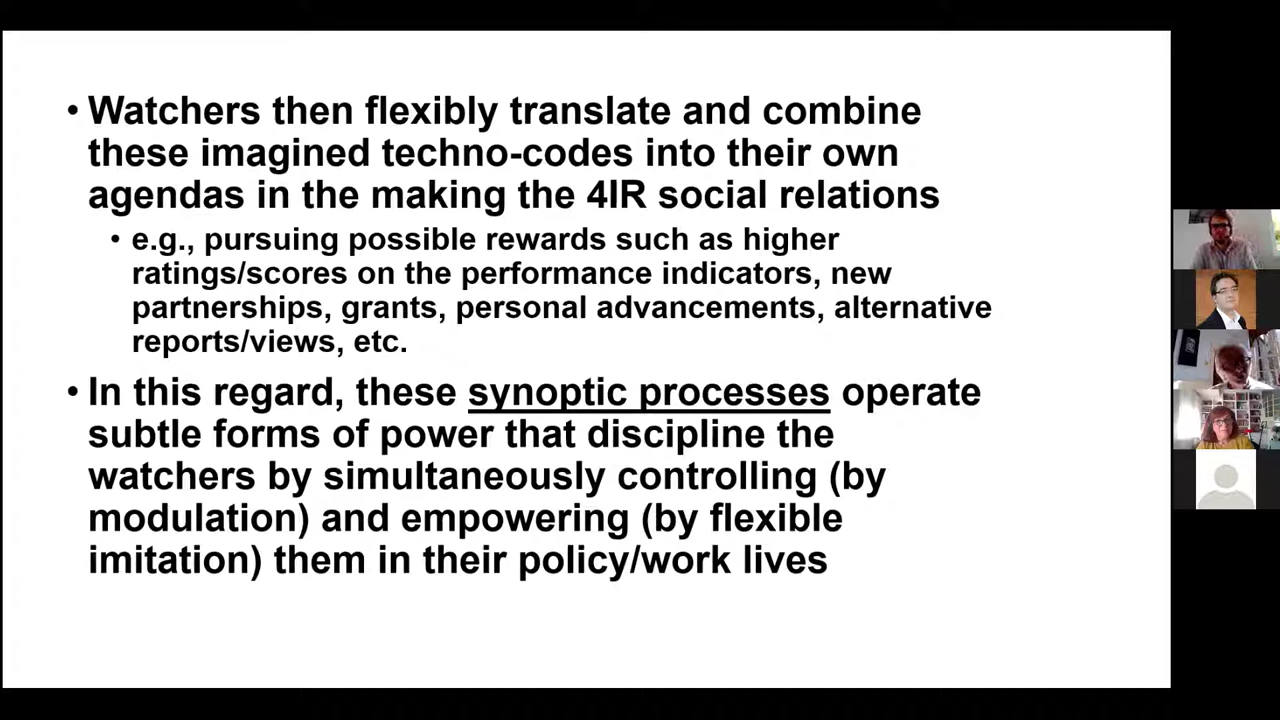 • Watchers then flexibly translate and combine
these imagined techno-codes into their own
agendas in the making the 4IR social relations
• e.g., pursuing possible rewards such as higher
ratings/scores on the performance indicators, new
partnerships, grants, personal advancements, alternative
reports/views, etc.
• In this regard, these synoptic processes operate
subtle forms of power that discipline the
watchers by simultaneously controlling (by
modulation) and empowering (by flexible
imitation) them in their policy/work lives